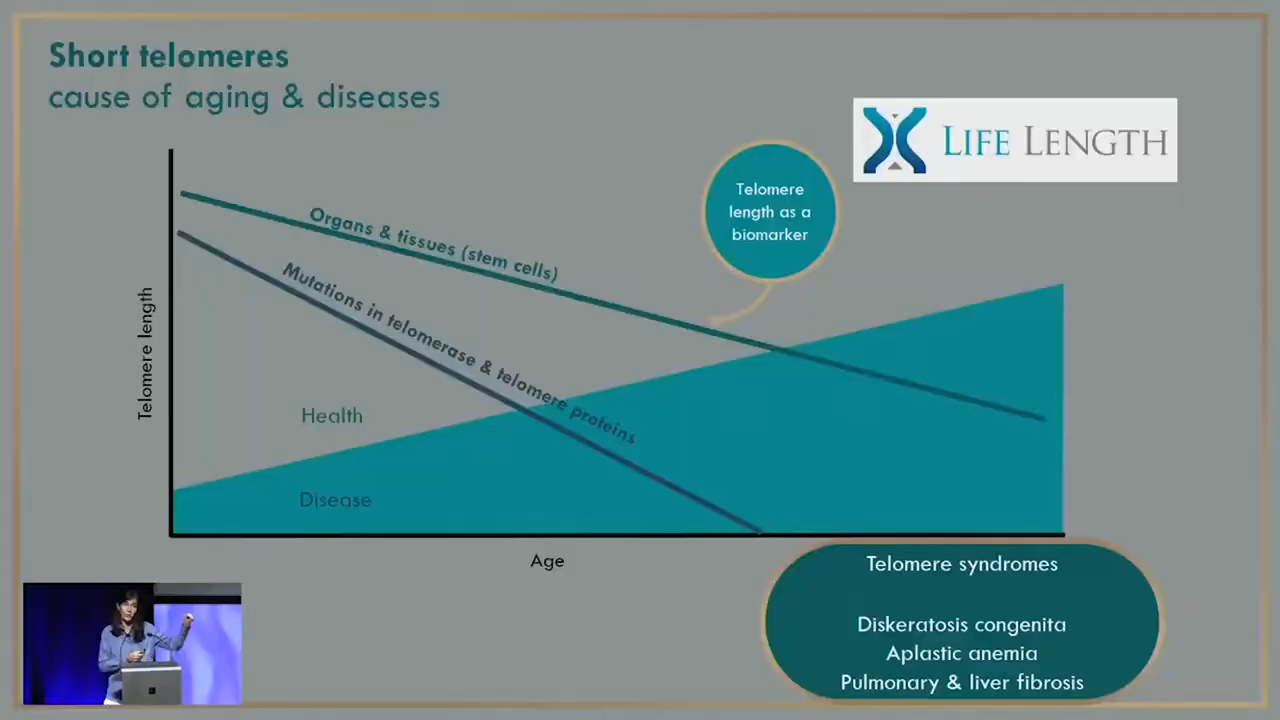 Short telomeres
cause of aging & diseases
LIFE LENGTH
Telomere
length as a
biomarker
Organs & tissues (stem cells)
Mutations in telomerase & telomere proteins
Telomere length
Health
Disease
Age
Telomere syndromes
Diskeratosis congenita
Aplastic anemia
Pulmonary & liver fibrosis